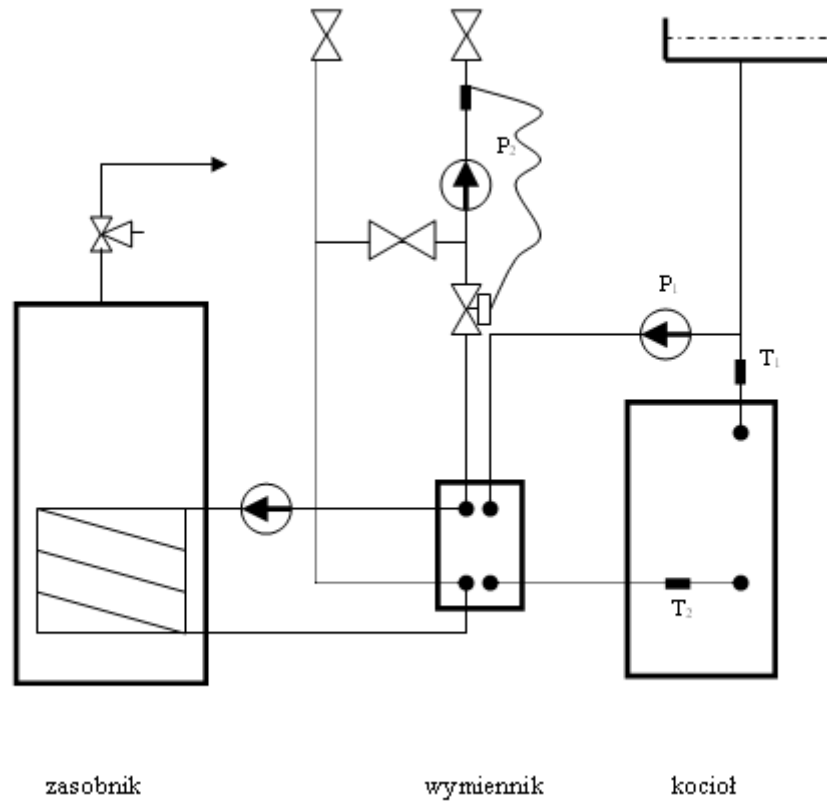 P₂
P₁
T₁
T₂
zasobnik
wymiennik
kocioł